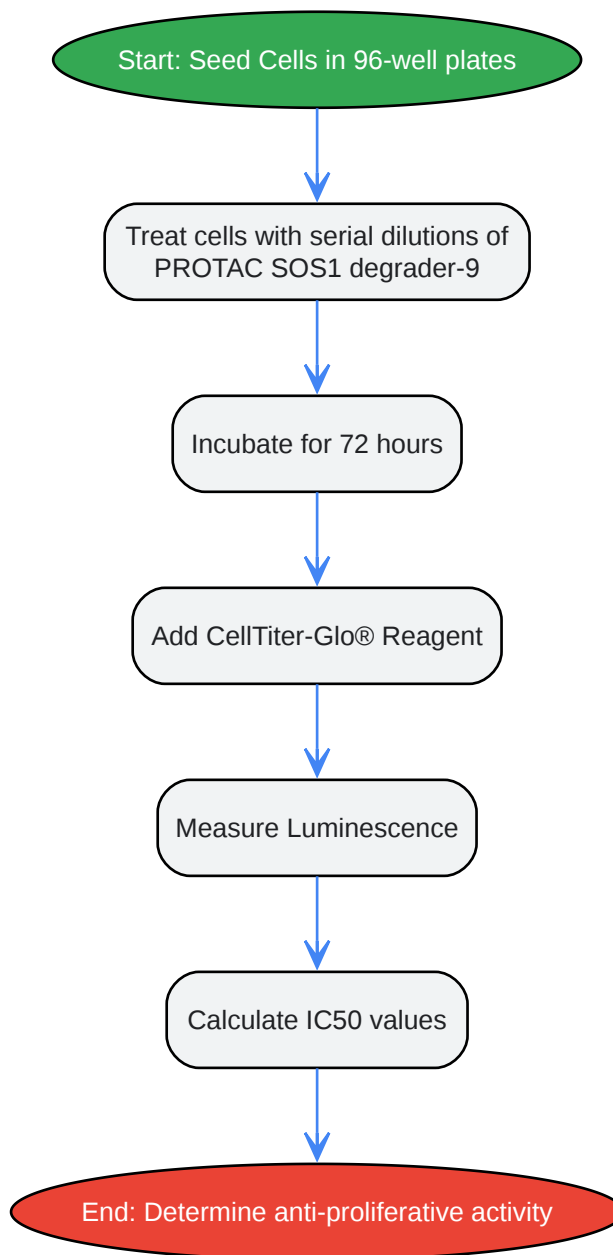 Start: Seed Cells in 96-well plates
Treat cells with serial dilutions of
PROTAC SOS1 degrader-9
Incubate for 72 hours
Add CellTiter-Glo® Reagent
Measure Luminescence
Calculate IC50 values
End: Determine anti-proliferative activity